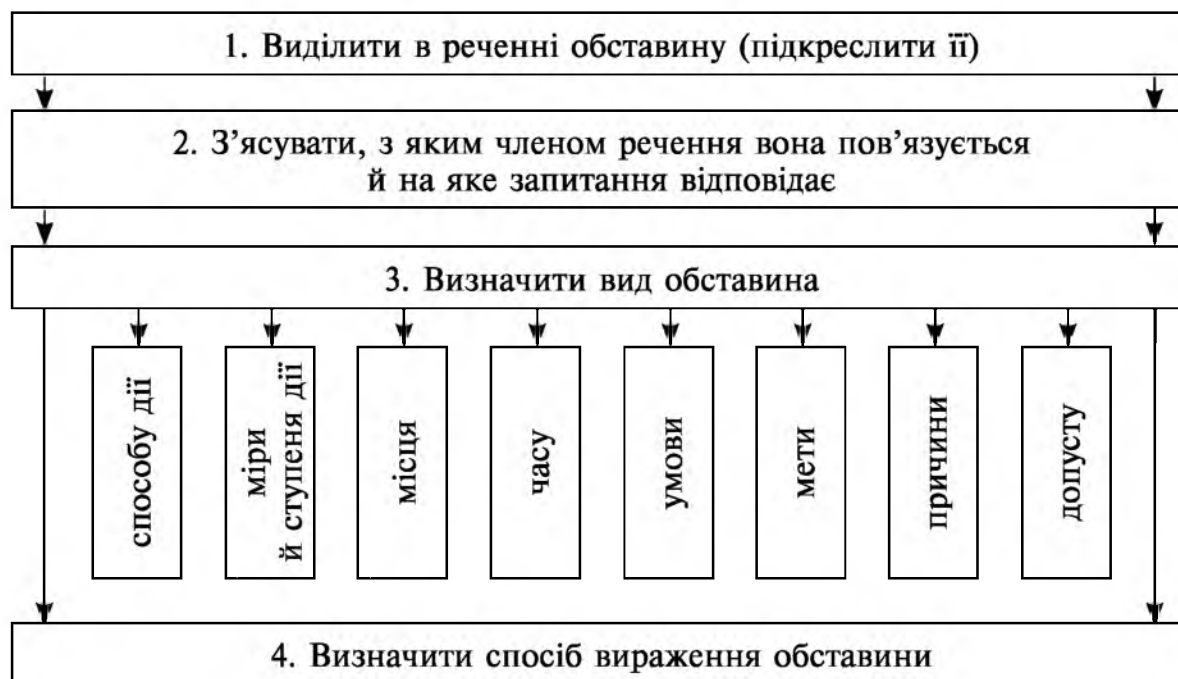 1. Виділити в реченні обставину (підкреслити її)
2. З’ясувати, з яким членом речення вона пов’язується
й на яке запитання відповідає
3. Визначити вид обставина
способу дії
міри
й ступеня дії
місця
часу
умови
мети
причини
допусту
4. Визначити спосіб вираження обставини